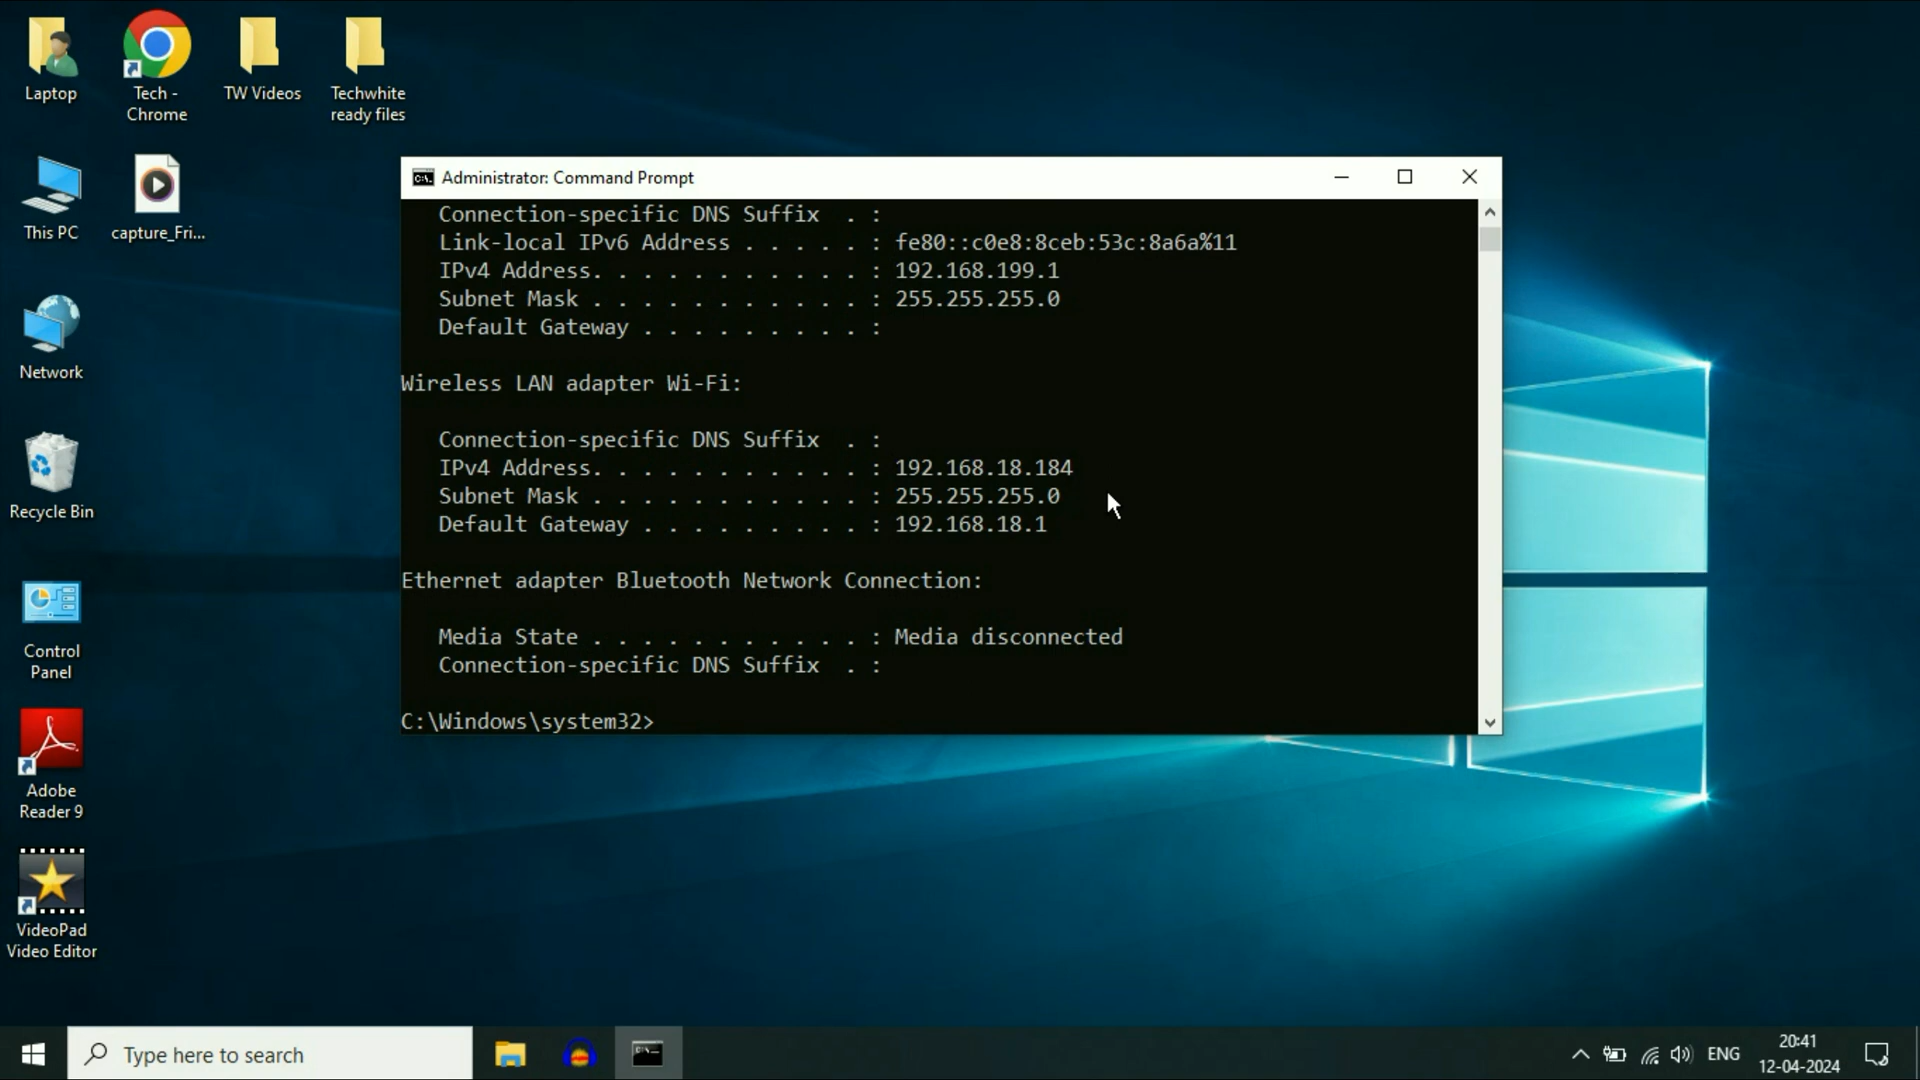 Laptop
Tech - Chrome
TW Videos
Techwhite ready files
This PC
capture_Fri...
Network
Recycle Bin
Control Panel
Adobe Reader 9
VideoPad Video Editor
Administrator: Command Prompt
Connection-specific DNS Suffix . :
Link-local IPv6 Address . . . . . : fe80::c0e8:8ceb:53c:8a6a%11
IPv4 Address. . . . . . . . . . . : 192.168.199.1
Subnet Mask . . . . . . . . . . . : 255.255.255.0
Default Gateway . . . . . . . . . :
Wireless LAN adapter Wi-Fi:
Connection-specific DNS Suffix . :
IPv4 Address. . . . . . . . . . . : 192.168.18.184
Subnet Mask . . . . . . . . . . . : 255.255.255.0
Default Gateway . . . . . . . . . : 192.168.18.1
Ethernet adapter Bluetooth Network Connection:
Media State . . . . . . . . . . . : Media disconnected
Connection-specific DNS Suffix . :
C:\Windows\system32>
Type here to search
ENG
20:41
12-04-2024